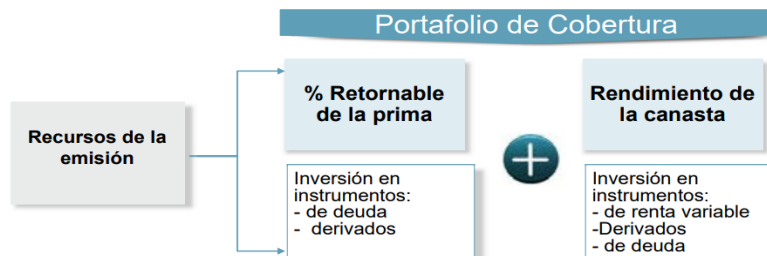 Portafolio de Cobertura
Recursos de la
emisión
% Retornable
de la prima
Inversión en
instrumentos:
- de deuda
- derivados
Rendimiento de
la canasta
Inversión en
instrumentos:
- de renta variable
-Derivados
- de deuda